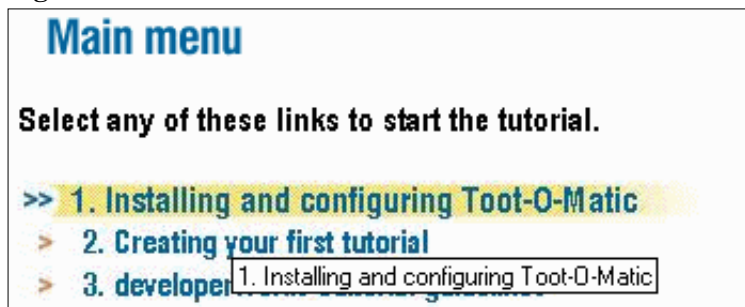 Main menu
Select any of these links to start the tutorial.
>> 1. Installing and configuring Toot-O-Matic
> 2. Creating your first tutorial
1. Installing and configuring Toot-O-Matic
> 3. developer